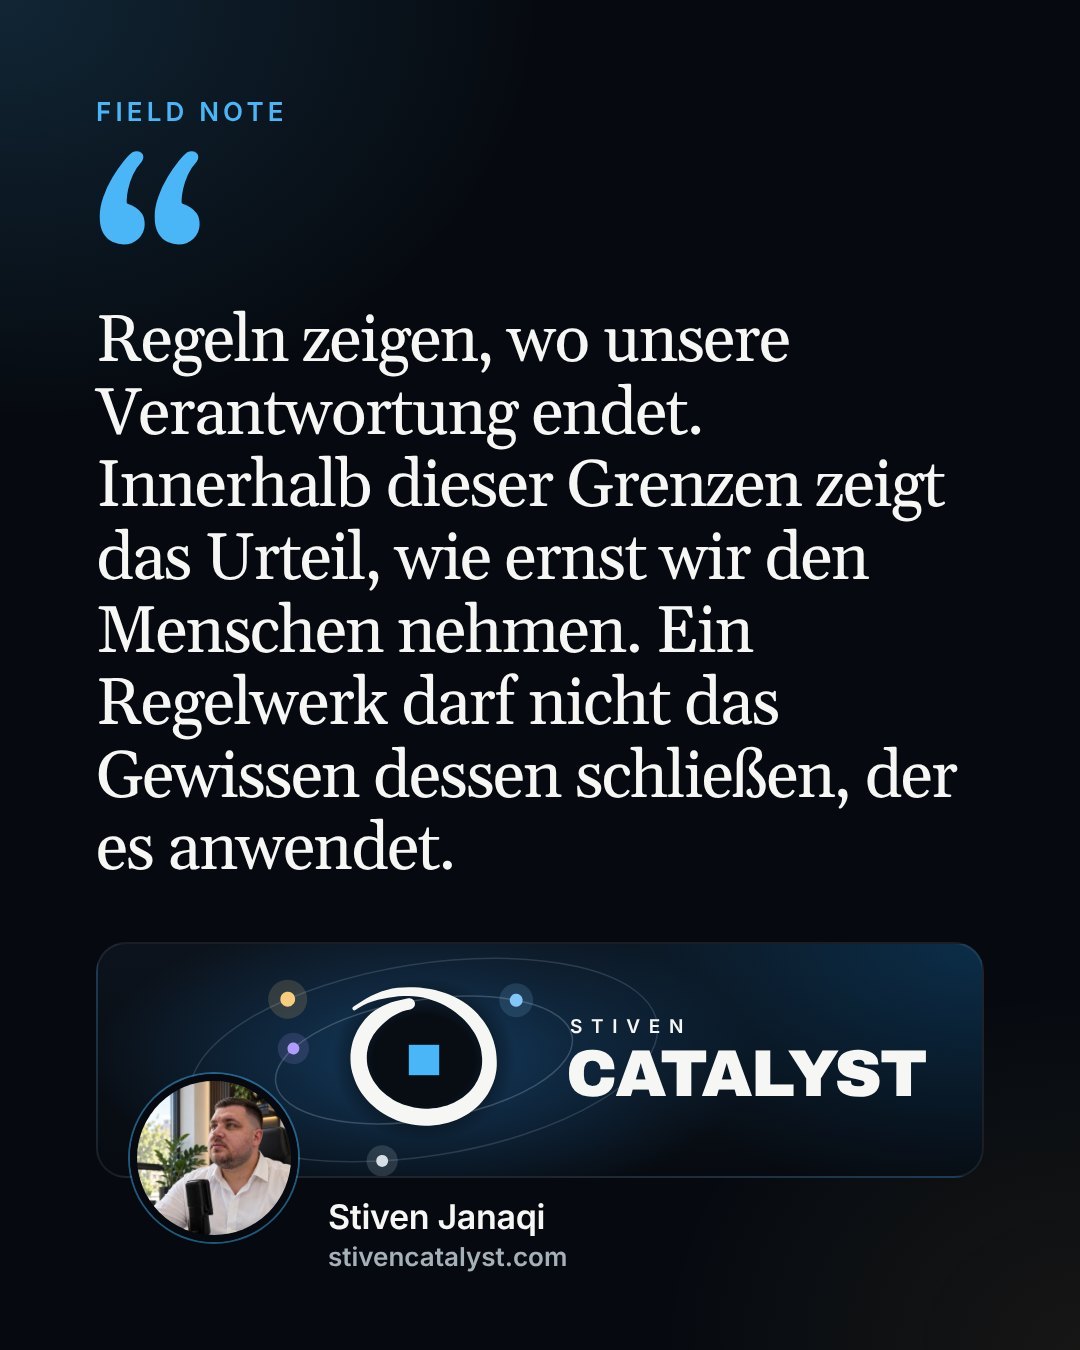 FIELD NOTE
“
Regeln zeigen, wo unsere
Verantwortung endet.
Innerhalb dieser Grenzen zeigt
das Urteil, wie ernst wir den
Menschen nehmen. Ein
Regelwerk darf nicht das
Gewissen dessen schließen, der
es anwendet.
STIVEN
CATALYST
Stiven Janaqi
stivencatalyst.com